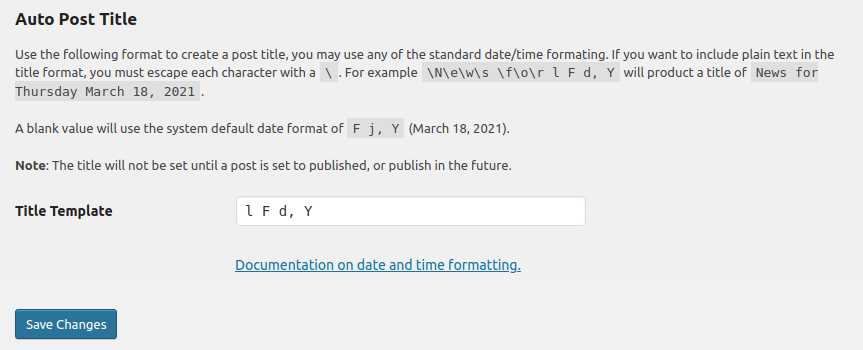 Auto Post Title
Use the following format to create a post title, you may use any of the standard date/time formating. If you want to include plain text in the
title format, you must escape each character with a \ . For example \N\e\w\s \f\o\r l F d, Y will product a title of News for
Thursday March 18, 2021 .
A blank value will use the system default date format of F j, Y (March 18, 2021).
Note: The title will not be set until a post is set to published, or publish in the future.
Title Template
l F d, Y
Documentation on date and time formatting.
Save Changes